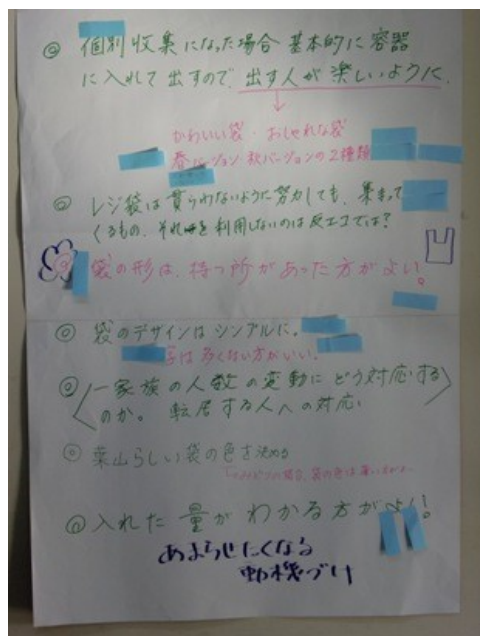 ◎ 個別収集になった場合 基本的に容器
に入れて出すので、出す人が楽しいように。
↓
かわいい袋・おしゃれな袋
春バージョン 秋バージョンの2種類
◎ レジ袋は貰らわないように努力しても、集まって
くるもの、それを利用しないのは反エコでは?
◎ 袋の形は、持つ所があった方がよい!。
◎ 袋のデザインはシンプルに。
字は多くない方がいい。
◎ 一家族の人数の変動にどう対応する
のか。 転居する人への対応
◎ 葉山らしい袋の色を決める
◎ 入れた量がわかる方がよい!
あまらせたくなる
動機づけ